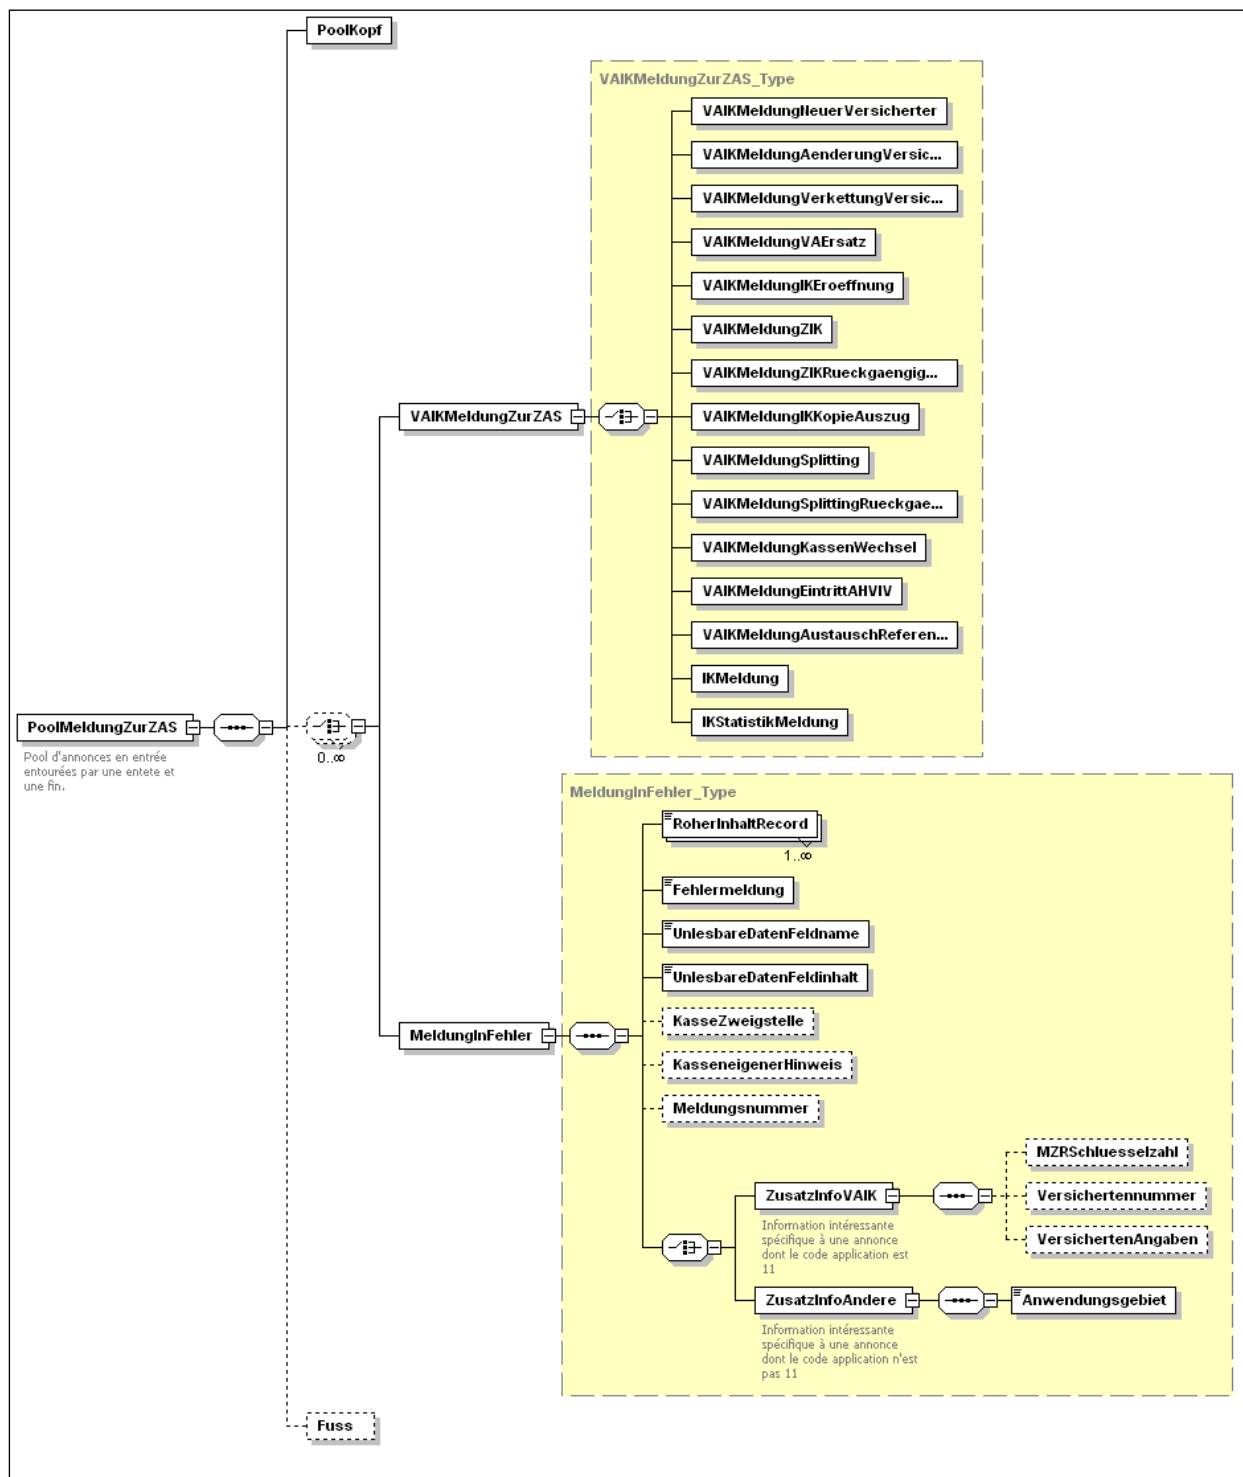 PoolKopf
VAIKMeldungZurZAS_Type
VAIKMeldungNeuerVersicherter
VAIKMeldungAenderungVersic...
VAIKMeldungVerkettungVersic...
VAIKMeldungVAErsatz
VAIKMeldungIKEroeffnung
VAIKMeldungZIK
VAIKMeldungZIKRueckgaengig...
VAIKMeldungZurZAS
VAIKMeldungIKKopieAuszug
VAIKMeldungSplitting
VAIKMeldungSplittingRueckgae...
VAIKMeldungKassenWechsel
VAIKMeldungEintrittAHVIV
VAIKMeldungAustauschReferen...
IKMeldung
IKStatistikMeldung
PoolMeldungZurZAS
Pool d'annonces en entrée
entourées par une entete et
une fin.
0..∞
MeldungInFehler_Type
RoherInhaltRecord
1..∞
Fehlermeldung
UnlesbareDatenFeldname
UnlesbareDatenFeldinhalt
KasseZweigstelle
MeldungInFehler
KasseneigenerHinweis
Meldungsnummer
MZRSchluesselzahl
ZusatzInfoVAIK
Versichertennummer
Information intéressante
spécifique à une annonce
dont le code application est
11
VersichertenAngaben
ZusatzInfoAndere
Anwendungsgebiet
Information intéressante
spécifique à une annonce
dont le code application n'est
pas 11
Fuss